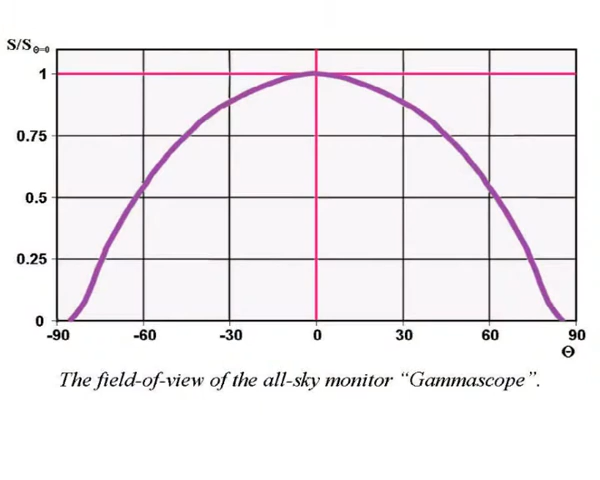 S/S Θ=0
1
0.75
0.5
0.25
0
-90 -60 -30 0 30 60 90
Θ
The field-of-view of the all-sky monitor “Gammascope”.